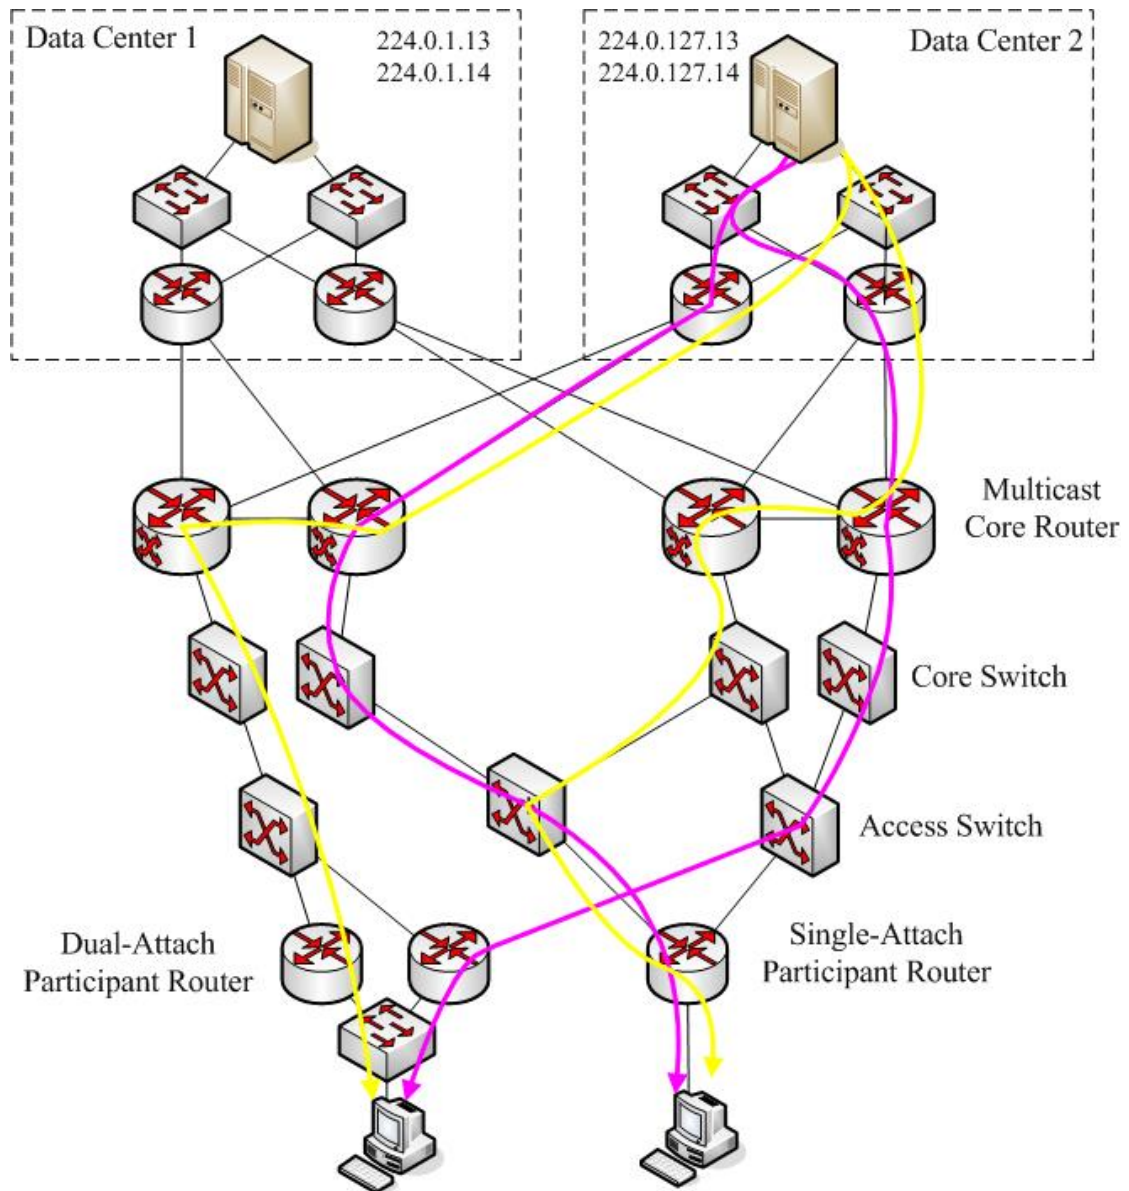 Data Center 1
224.0.1.13
224.0.1.14
224.0.127.13
224.0.127.14
Data Center 2
Multicast
Core Router
Core Switch
Access Switch
Dual-Attach
Participant Router
Single-Attach
Participant Router